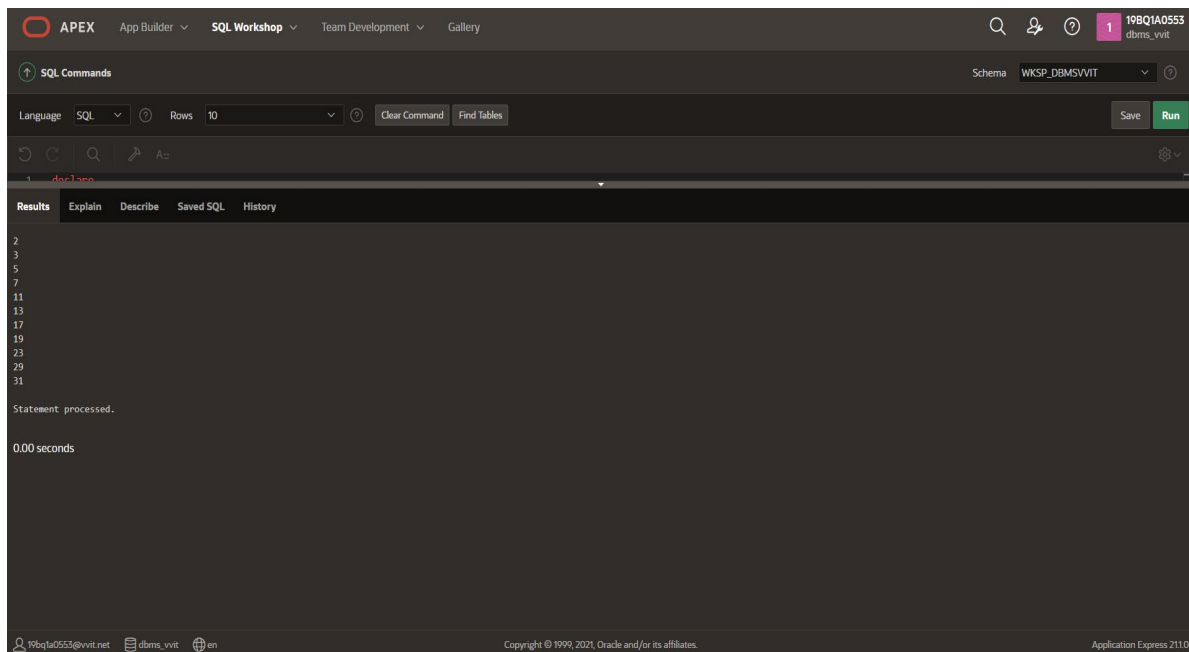 APEX App Builder SQL Workshop Team Development Gallery 1 19BQ1A0553
dbms_vvit
SQL Commands Schema WKSP_DBMSVVIT
Language SQL Rows 10 Clear Command Find Tables Save Run
A::
1 declare
Results Explain Describe Saved SQL History
2
3
5
7
11
13
17
19
23
29
31
Statement processed.
0.00 seconds
19bq1a0553@vvit.net dbms_vvit en Copyright © 1999, 2021, Oracle and/or its affiliates. Application Express 21.1.0